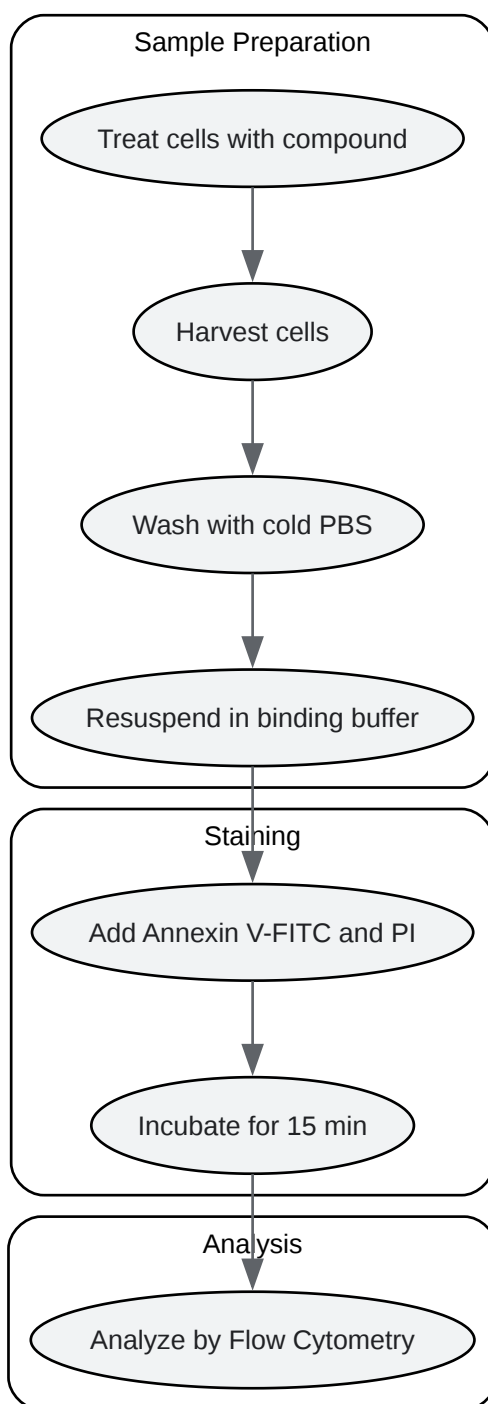 Sample Preparation
Treat cells with compound
Harvest cells
Wash with cold PBS
Resuspend in binding buffer
Staining
Add Annexin V-FITC and PI
Incubate for 15 min
Analysis
Analyze by Flow Cytometry